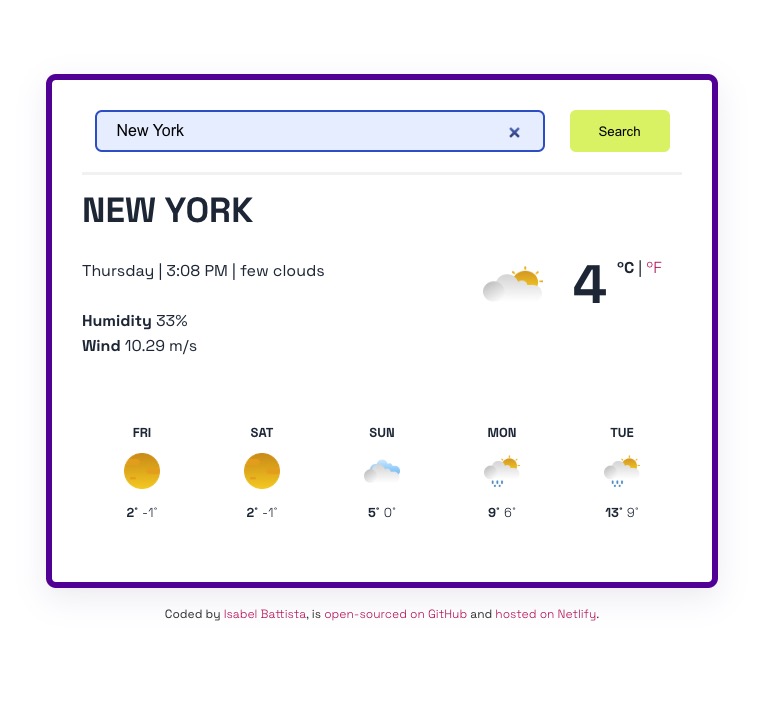 New York
Search
NEW YORK
Thursday | 3:08 PM | few clouds
4 °C | °F
Humidity 33%
Wind 10.29 m/s
FRI SAT SUN MON TUE
2° -1° 2° -1° 5° 0° 9° 6° 13° 9°
Coded by Isabel Battista, is open-sourced on GitHub and hosted on Netlify.